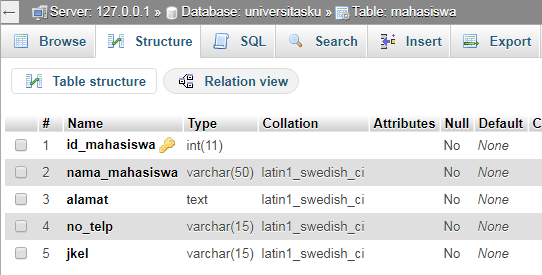 Server: 127.0.0.1 » Database: universitasku » Table: mahasiswa
Browse Structure SQL Search Insert Export
Table structure Relation view
# Name Type Collation Attributes Null Default C
1 id_mahasiswa int(11) No None
2 nama_mahasiswa varchar(50) latin1_swedish_ci No None
3 alamat text latin1_swedish_ci No None
4 no_telp varchar(15) latin1_swedish_ci No None
5 jkel varchar(15) latin1_swedish_ci No None